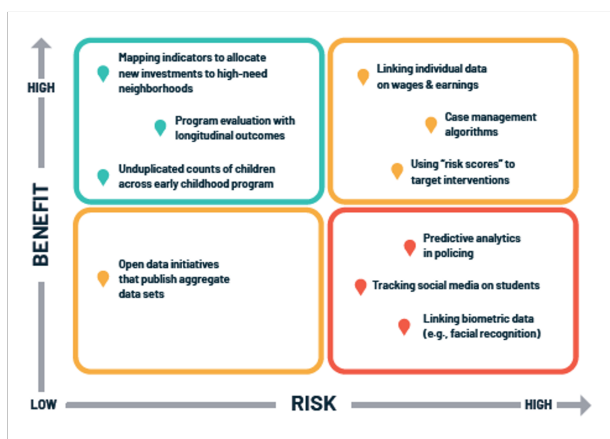 HIGH
BENEFIT
Mapping indicators to allocate
new investments to high-need
neighborhoods
Program evaluation with
longitudinal outcomes
Unduplicated counts of children
across early childhood program
Linking individual data
on wages & earnings
Case management
algorithms
Using “risk scores” to
target interventions
Open data initiatives
that publish aggregate
data sets
Predictive analytics
in policing
Tracking social media on students
Linking biometric data
(e.g., facial recognition)
LOW
RISK
HIGH